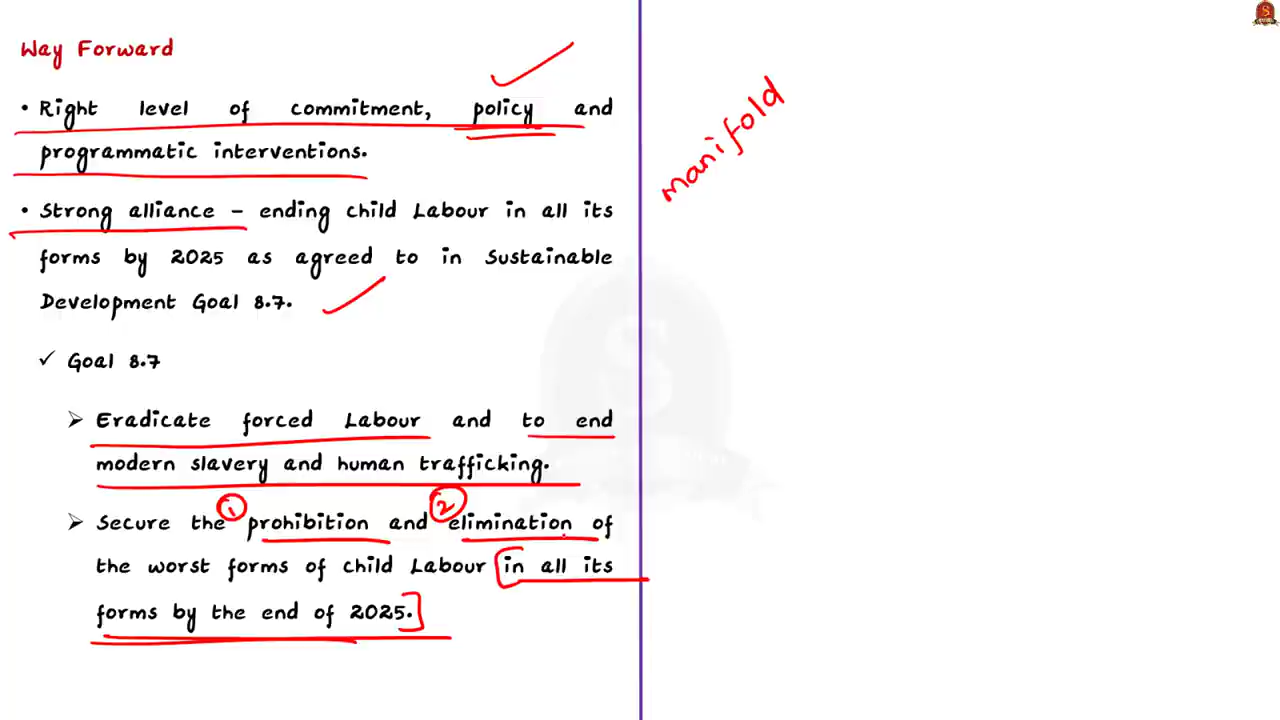 Way Forward
• Right level of commitment, policy and
programmatic interventions.
• Strong alliance – ending child Labour in all its
forms by 2025 as agreed to in Sustainable
Development Goal 8.7.
✓ Goal 8.7
➢ Eradicate forced Labour and to end
modern slavery and human trafficking.
1 2
➢ Secure the prohibition and elimination of
the worst forms of child Labour [in all its
forms by the end of 2025.]
manifold
S